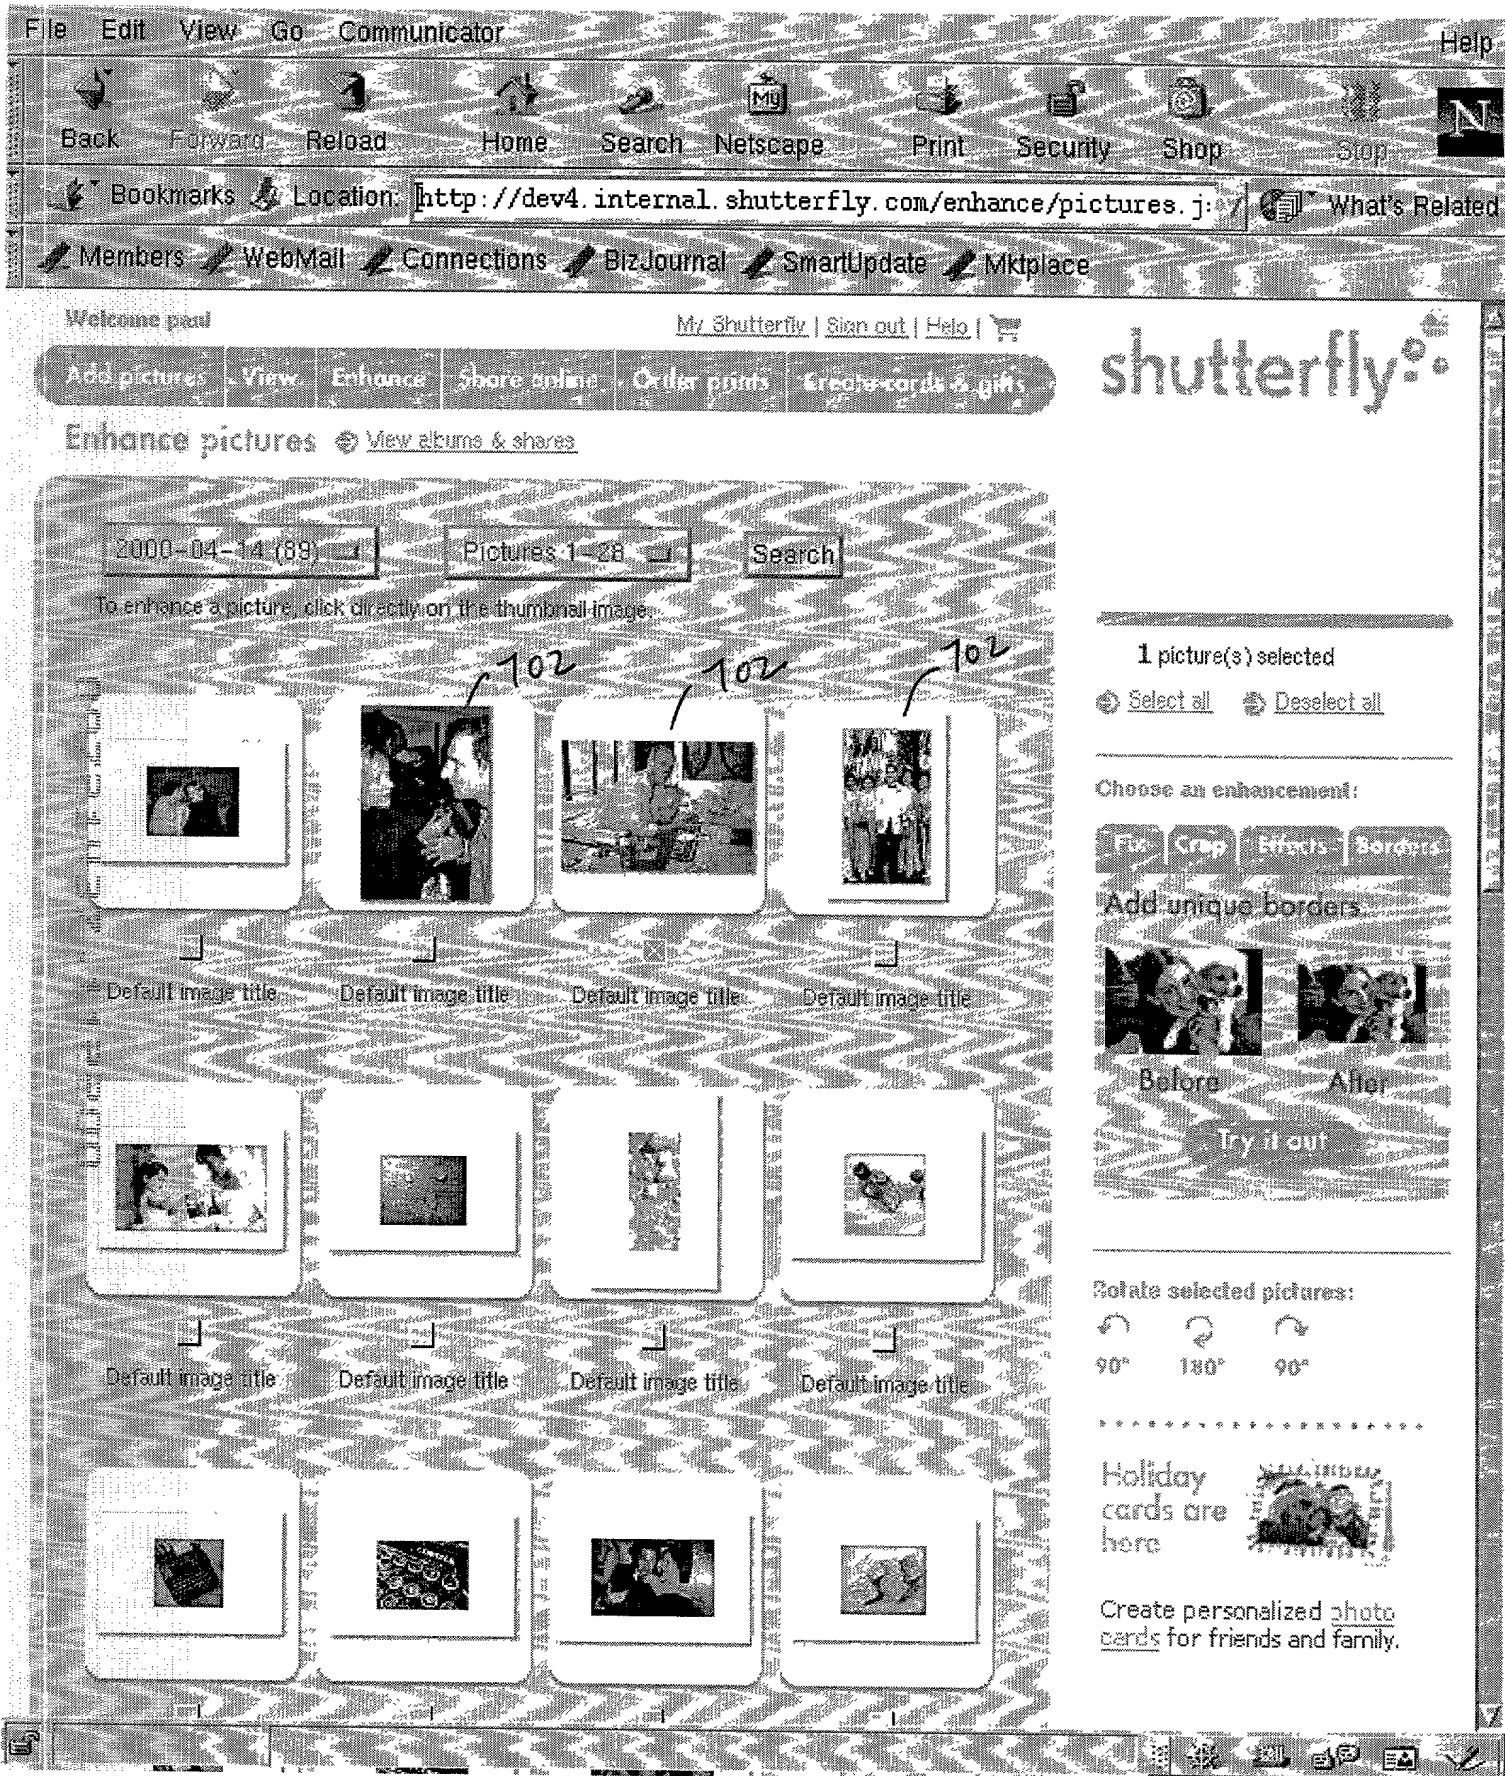 File Edit View Go Communicator Help
Back Forward Reload Home Search Netscape Print Security Shop Stop
My
N
Bookmarks Location: http://dev4.internal.shutterfly.com/enhance/pictures.j: What's Related
Members WebMail Connections BizJournal SmartUpdate Mktplace
Welcome paul
My Shutterfly | Sign out | Help |
shutterfly
Add pictures View Enhance Share online Order prints Create cards & gifts
Enhance pictures View albums & shares
2000-04-14 (89) Pictures 1-28 Search
To enhance a picture, click directly on the thumbnail image.
102 102 102
1 picture(s) selected
Select all Deselect all
Choose an enhancement:
Fix Crop Effects Borders
Add unique borders
Before After
Try it out
Default image title Default image title Default image title Default image title
Rotate selected pictures:
90° 180° 90°
Default image title Default image title Default image title Default image title
Holiday
cards are
here
Create personalized photo
cards for friends and family.